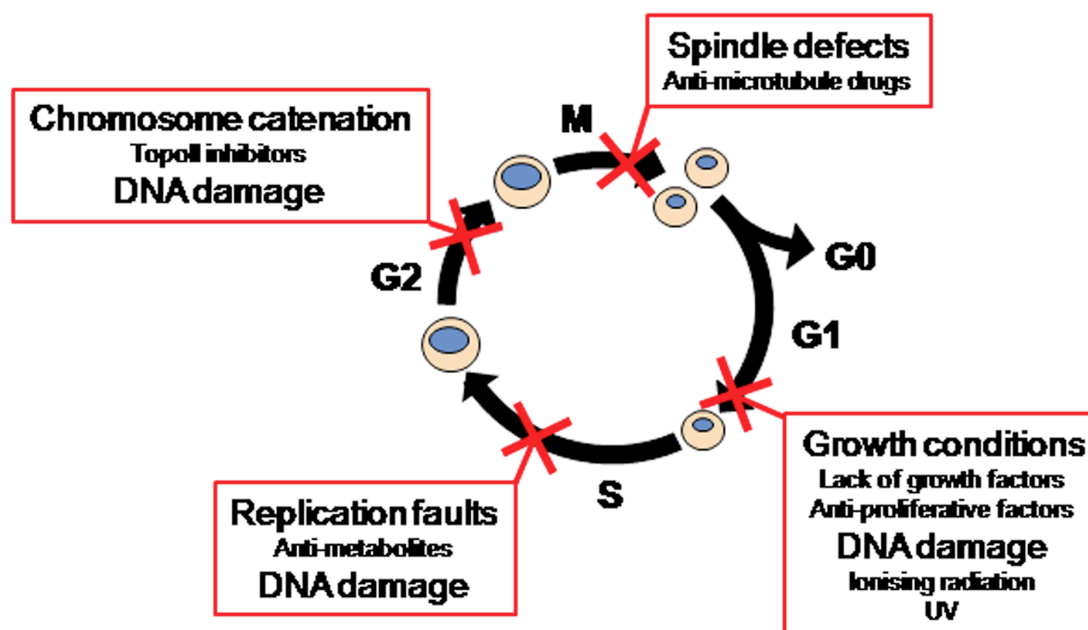 Spindle defects
Anti-microtubule drugs
Chromosome catenation
TopoII inhibitors
DNA damage
M
G2
G0
G1
S
Growth conditions
Lack of growth factors
Anti-proliferative factors
DNA damage
Ionising radiation
UV
Replication faults
Anti-metabolites
DNA damage